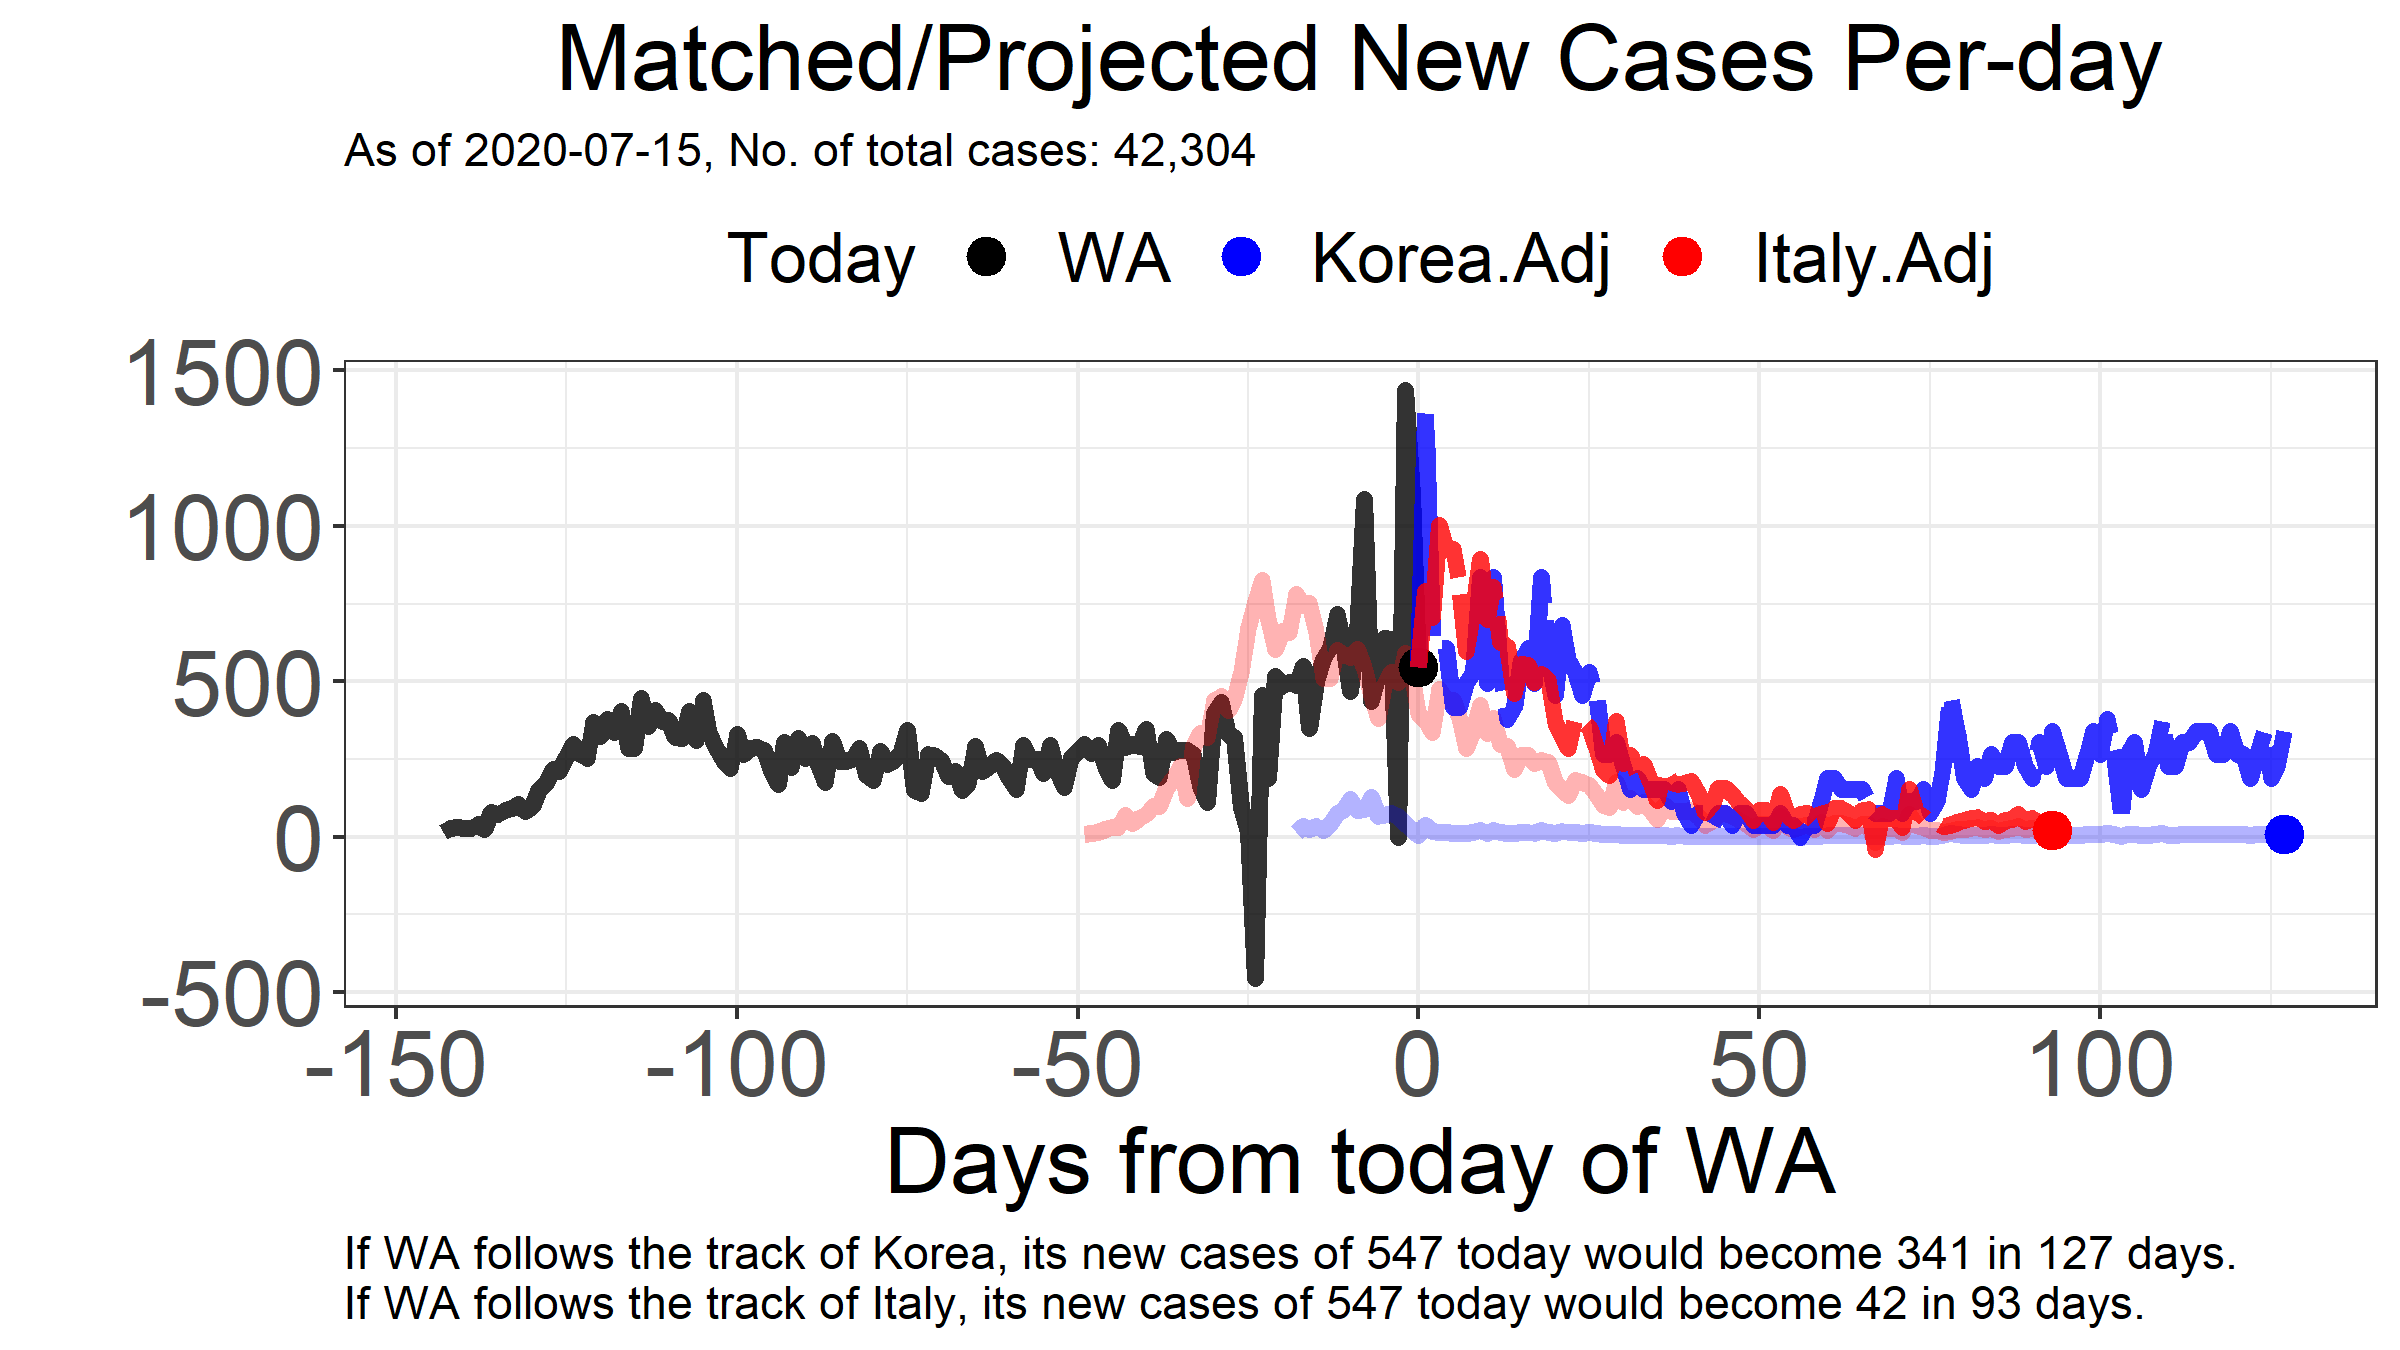 Matched/Projected New Cases Per-day
As of 2020-07-15, No. of total cases: 42,304
Today WA Korea.Adj Italy.Adj
1500
1000
500
0
-500
-150 -100 -50 0 50 100
Days from today of WA
If WA follows the track of Korea, its new cases of 547 today would become 341 in 127 days.
If WA follows the track of Italy, its new cases of 547 today would become 42 in 93 days.